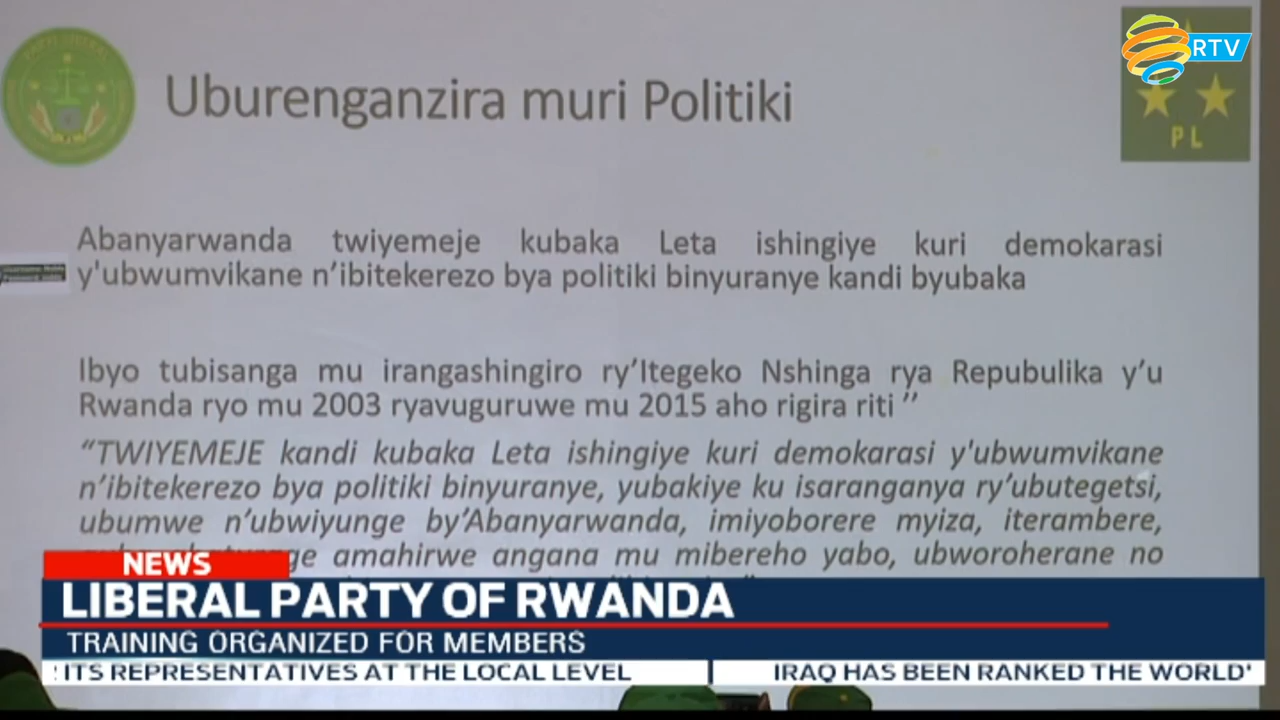 RTV
Uburenganzira muri Politiki
PL
Abanyarwanda twiyemeje kubaka Leta ishingiye kuri demokarasi
y'ubwumvikane n’ibitekerezo bya politiki binyuranye kandi byubaka
Ibyo tubisanga mu irangashingiro ry’Itegeko Nshinga rya Repubulika y’u
Rwanda ryo mu 2003 ryavuguruwe mu 2015 aho rigira riti ’’
“TWIYEMEJE kandi kubaka Leta ishingiye kuri demokarasi y'ubwumvikane
n’ibitekerezo bya politiki binyuranye, yubakiye ku isaranganya ry’ubutegetsi,
ubumwe n’ubwiyunge by’Abanyarwanda, imiyoborere myiza, iterambere,
amahirwe angana mu mibereho yabo, ubworoherane no
NEWS
LIBERAL PARTY OF RWANDA
TRAINING ORGANIZED FOR MEMBERS
ITS REPRESENTATIVES AT THE LOCAL LEVEL | IRAQ HAS BEEN RANKED THE WORLD'